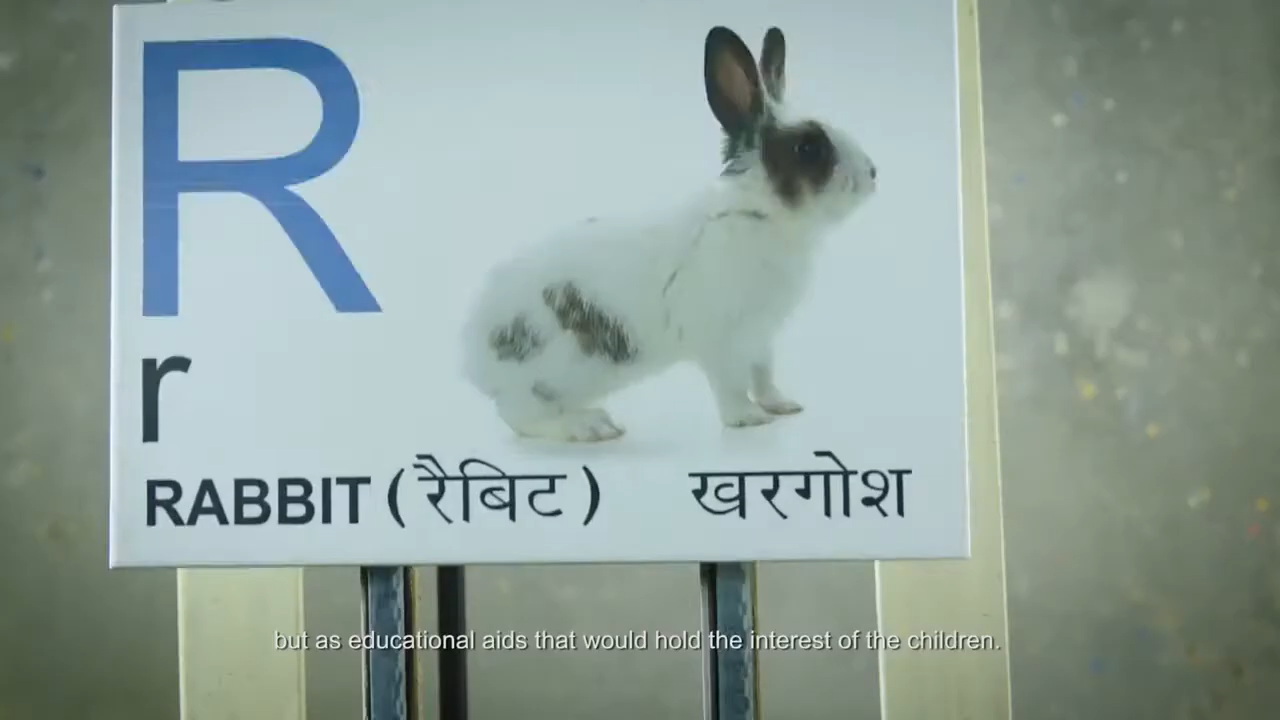 R
r
RABBIT (रैबिट) खरगोश
but as educational aids that would hold the interest of the children.